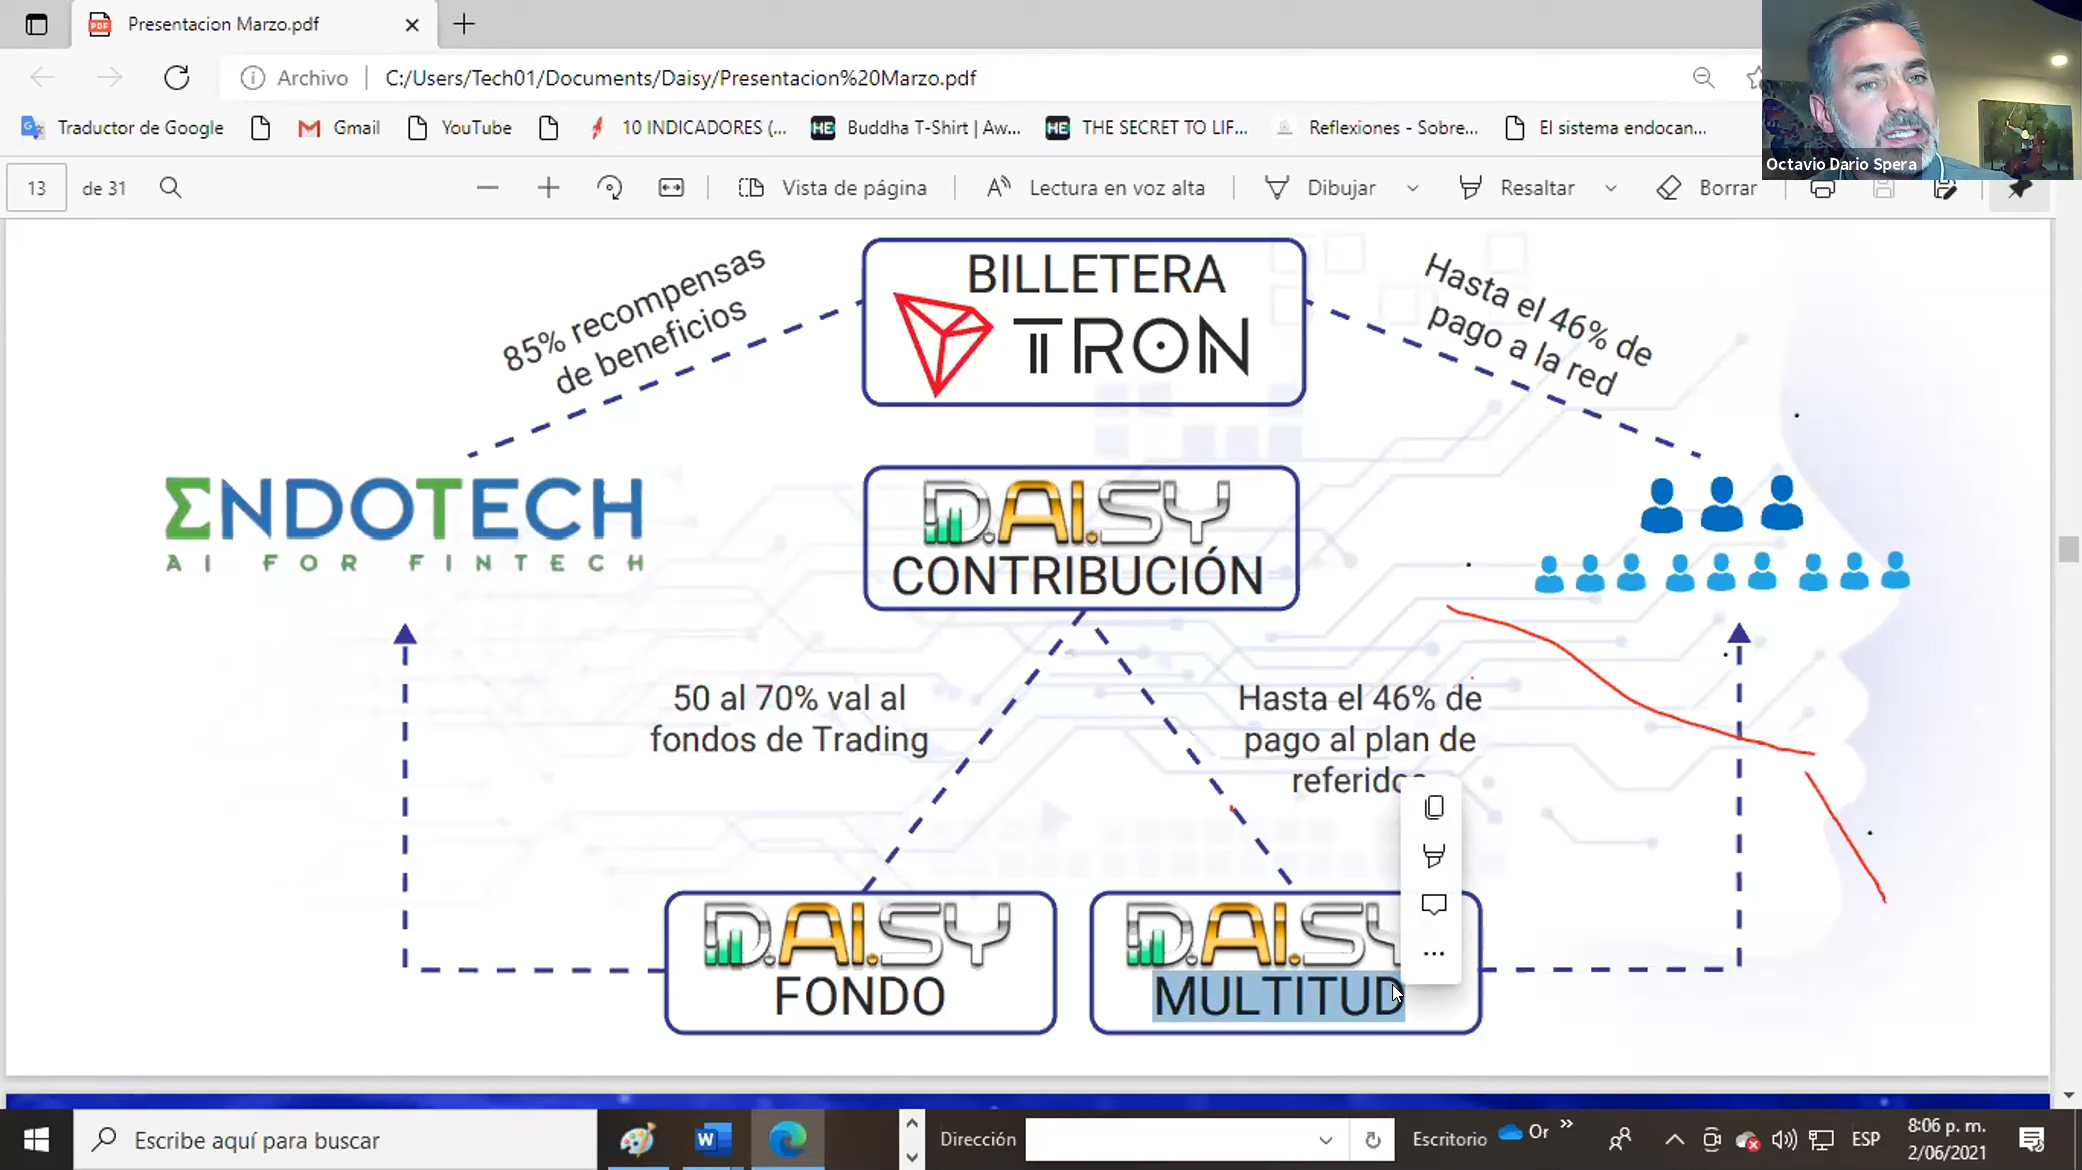 Presentacion Marzo.pdf
Archivo
C:/Users/Tech01/Documents/Daisy/Presentacion%20Marzo.pdf
Traductor de Google
Gmail
YouTube
10 INDICADORES (...
Buddha T-Shirt | Aw...
THE SECRET TO LIF...
Reflexiones - Sobre...
El sistema endocan...
Octavio Dario Spera
13 de 31
Vista de página
Lectura en voz alta
Dibujar
Resaltar
Borrar
85% recompensas
de beneficios
BILLETERA
TRON
Hasta el 46% de
pago a la red
ENDOTECH
AI FOR FINTECH
D.AI.SY
CONTRIBUCIÓN
50 al 70% val al
fondos de Trading
Hasta el 46% de
pago al plan de
D.AI.SY
FONDO
D.AI.SY
MULTITUD
Escribe aquí para buscar
Dirección
Escritorio
Or
ESP
8:06 p. m.
2/06/2021